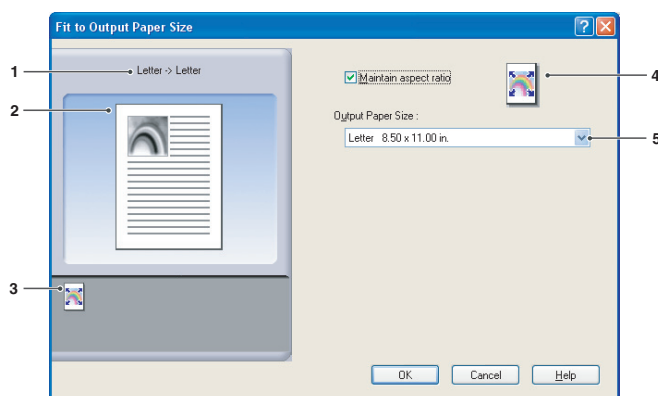 Fit to Output Paper Size
1
Letter -> Letter
Maintain aspect ratio
4
2
Output Paper Size :
Letter 8.50 x 11.00 in.
5
3
OK
Cancel
Help